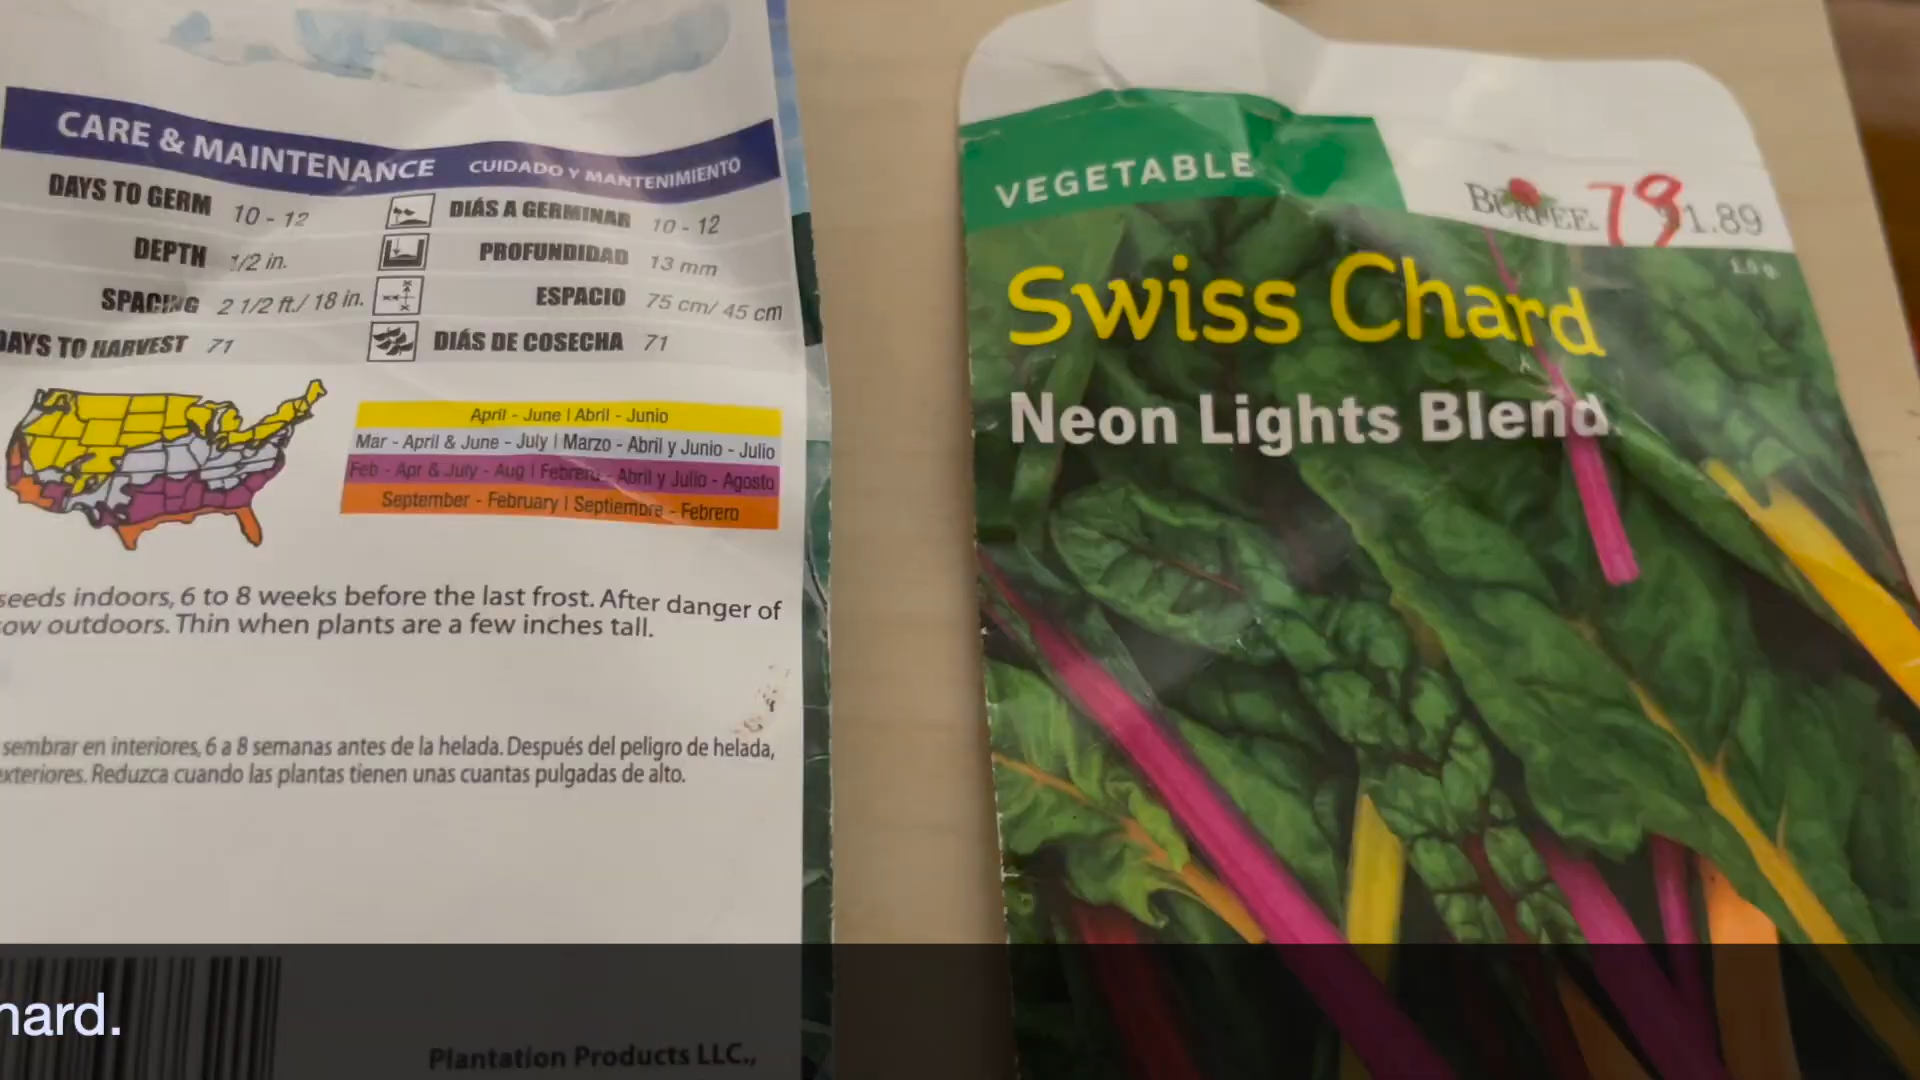 CARE & MAINTENANCE CUIDADO Y MANTENIMIENTO
DAYS TO GERM 10 - 12 DIÁS A GERMINAR 10 - 12
DEPTH 1/2 in. PROFUNDIDAD 13 mm
SPACING 2 1/2 ft./ 18 in. ESPACIO 75 cm/ 45 cm
DAYS TO HARVEST 71 DIÁS DE COSECHA 71
April - June | Abril - Junio
Mar - April & June - July | Marzo - Abril y Junio - Julio
Feb - Apr & July - Aug | Febrero - Abril y Julio - Agosto
September - February | Septiembre - Febrero
seeds indoors, 6 to 8 weeks before the last frost. After danger of
outdoors. Thin when plants are a few inches tall.
sembrar en interiores, 6 a 8 semanas antes de la helada. Después del peligro de helada,
xteriores. Reduzca cuando las plantas tienen unas cuantas pulgadas de alto.
Plantation Products LLC.,
hard.
VEGETABLE
BURPEE 79 $1.89
Swiss Chard
Neon Lights Blend